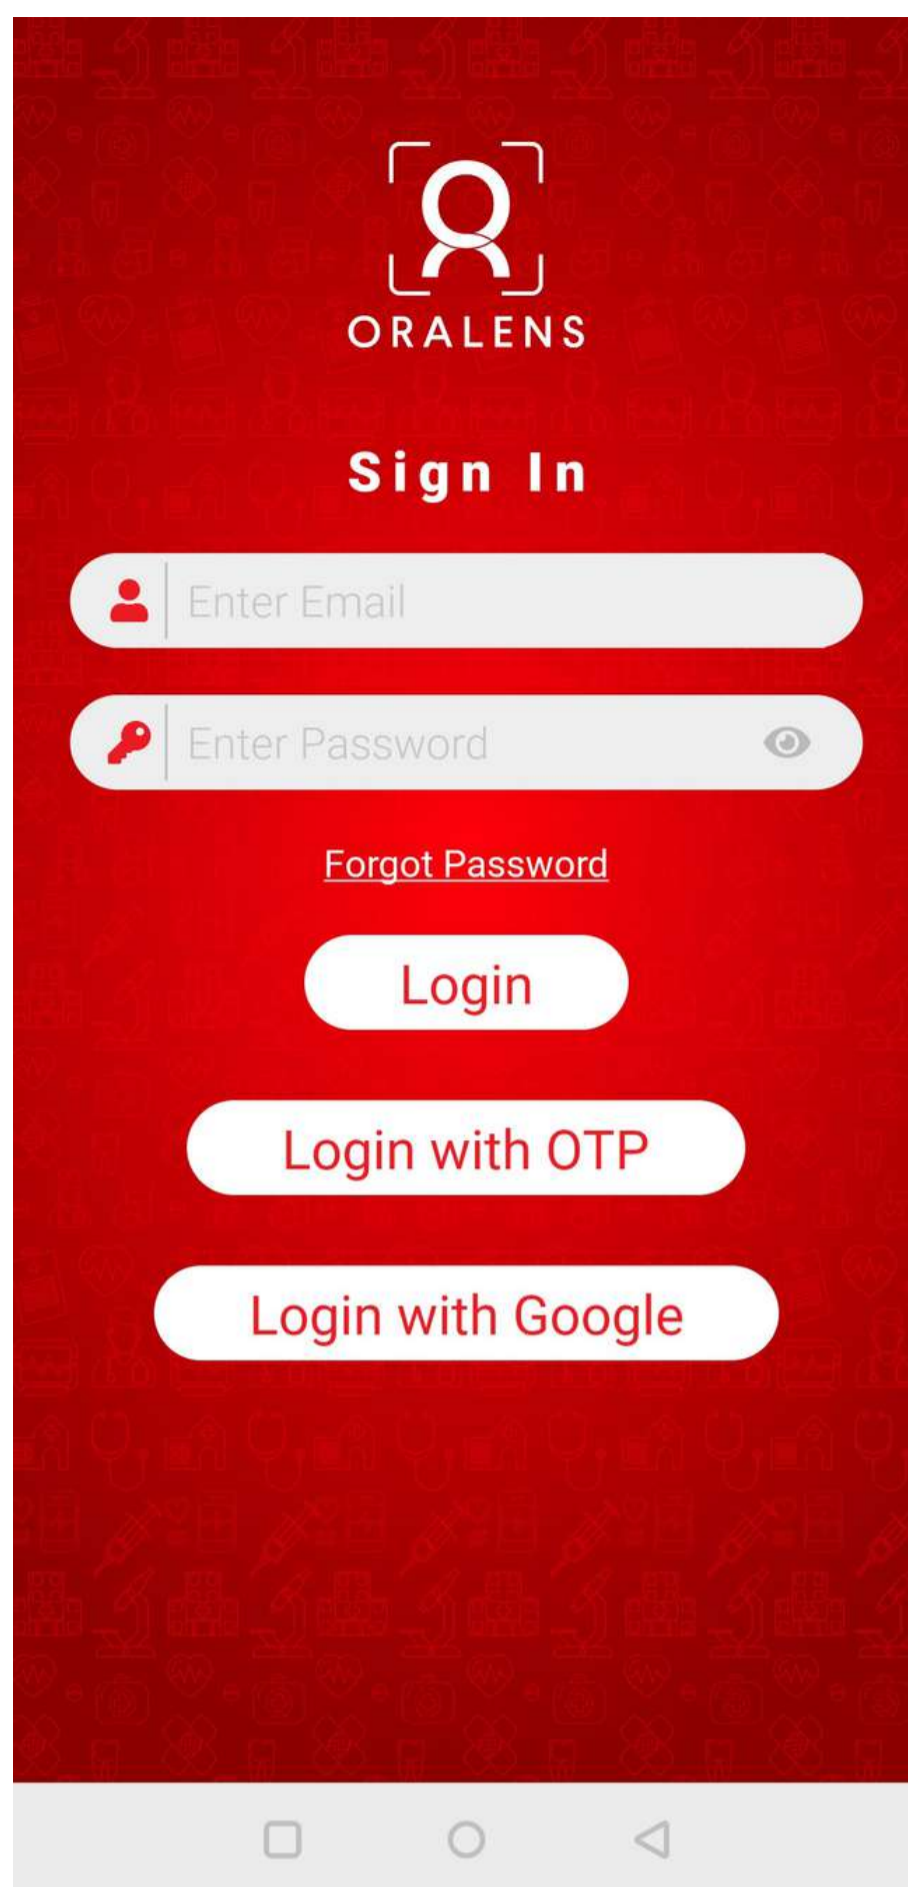 ORALENS
Sign In
Enter Email
Enter Password
Forgot Password
Login
Login with OTP
Login with Google